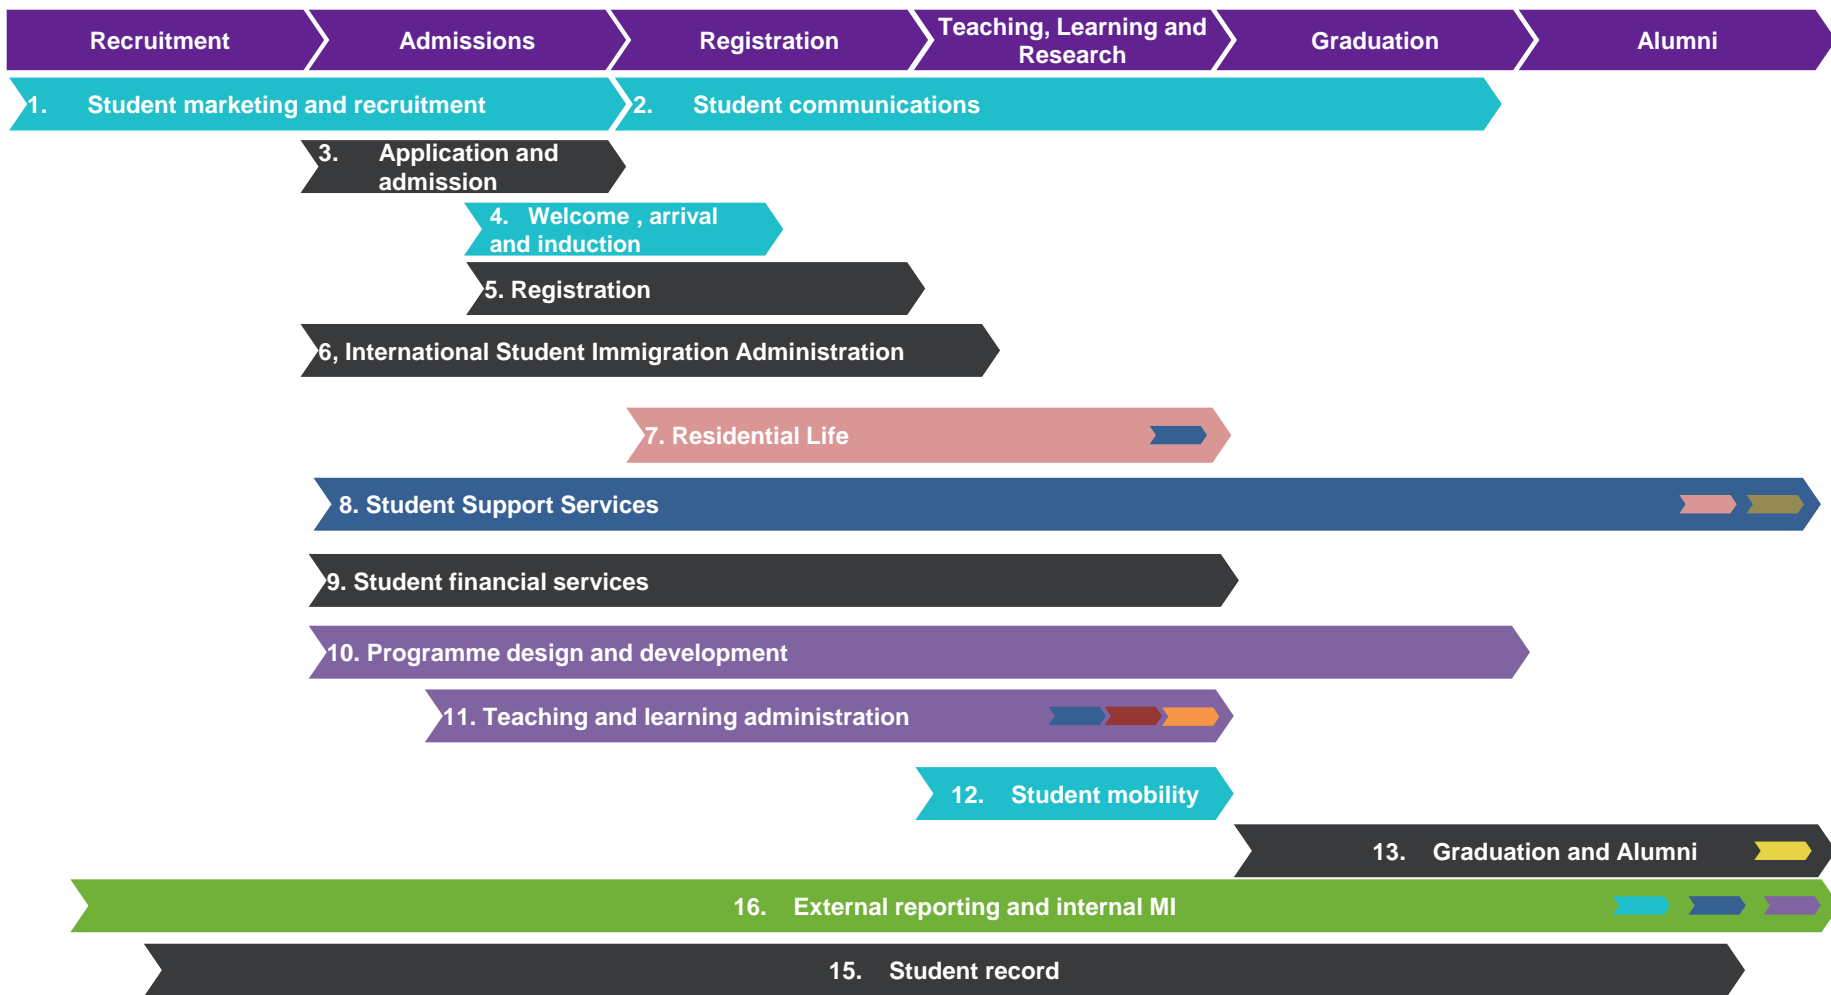 Recruitment
Admissions
Registration
Teaching, Learning and
Research
Graduation
Alumni
1. Student marketing and recruitment
2. Student communications
3. Application and
admission
4. Welcome , arrival
and induction
5. Registration
6, International Student Immigration Administration
7. Residential Life
8. Student Support Services
9. Student financial services
10. Programme design and development
11. Teaching and learning administration
12. Student mobility
13. Graduation and Alumni
16. External reporting and internal MI
15. Student record